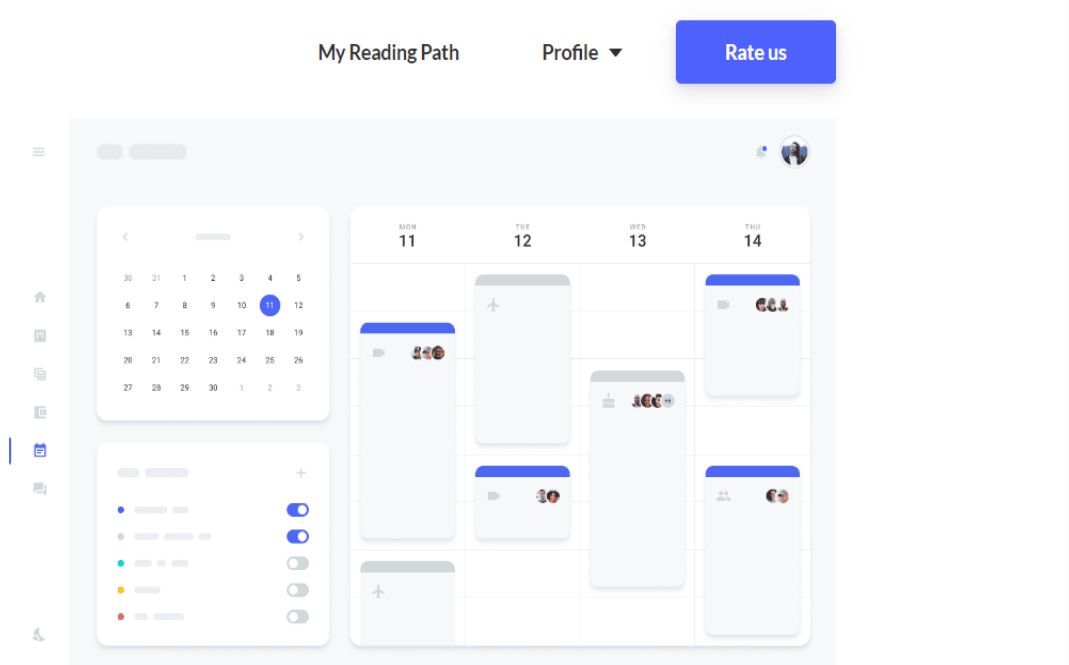 My Reading Path Profile Rate us
MON TUE WED THU
11 12 13 14
30 31 1 2 3 4 5
6 7 8 9 10 11 12
13 14 15 16 17 18 19
20 21 22 23 24 25 26
27 28 29 30 1 2 3